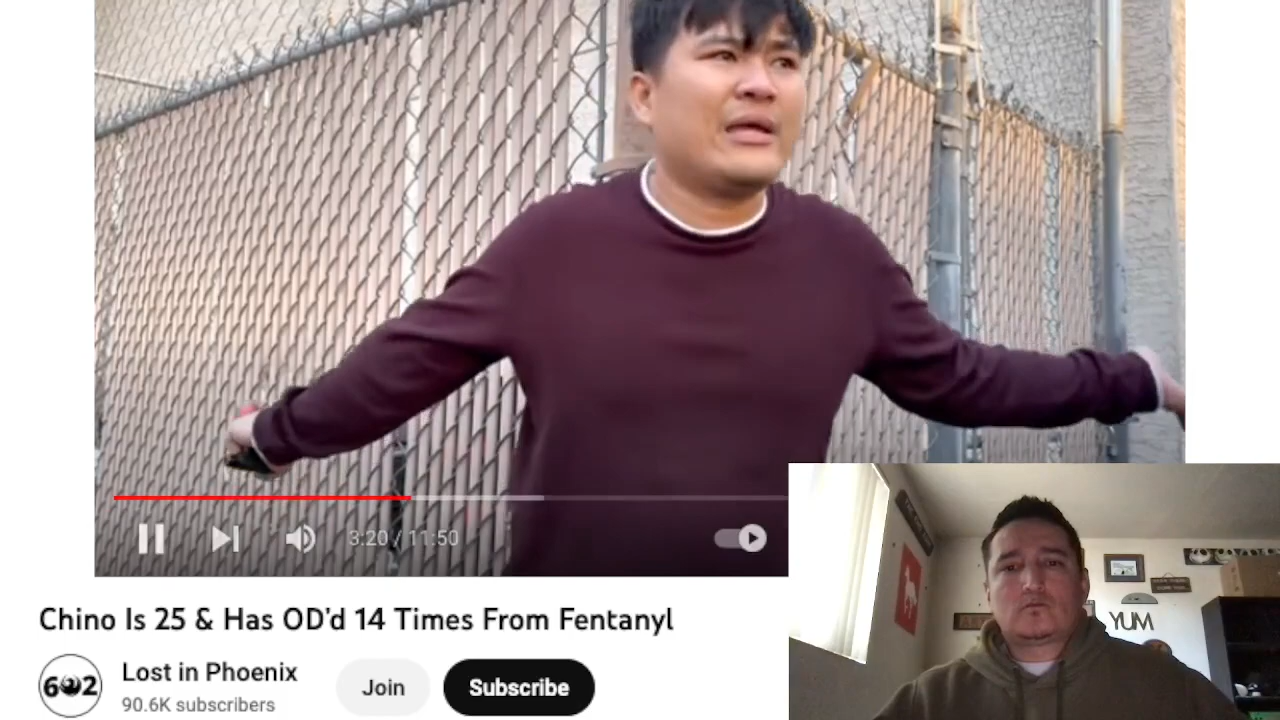 3:20 / 11:50
Chino Is 25 & Has OD'd 14 Times From Fentanyl
602
Lost in Phoenix
90.6K subscribers
Join
Subscribe
YUM